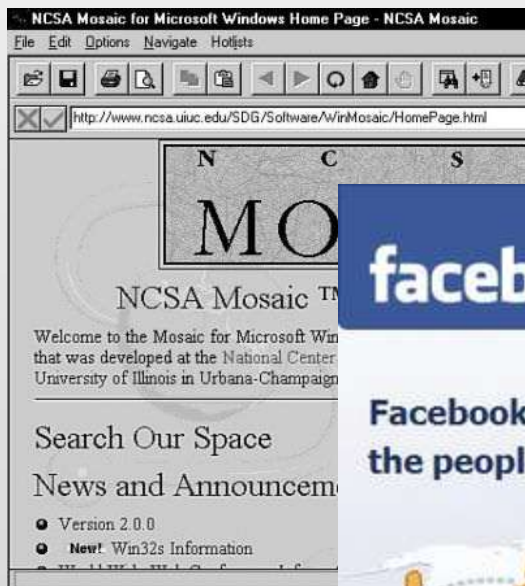 NCSA Mosaic for Microsoft Windows Home Page - NCSA Mosaic
File Edit Options Navigate Hotlists
http://www.ncsa.uiuc.edu/SDG/Software/WinMosaic/HomePage.html
N C S
MO
NCSA Mosaic
Welcome to the Mosaic for Microsoft Win
that was developed at the National Center
University of Illinois in Urbana-Champaign
Search Our Space
News and Announcem
Version 2.0.0
New! Win32s Information
faceb
Facebook
the peopl